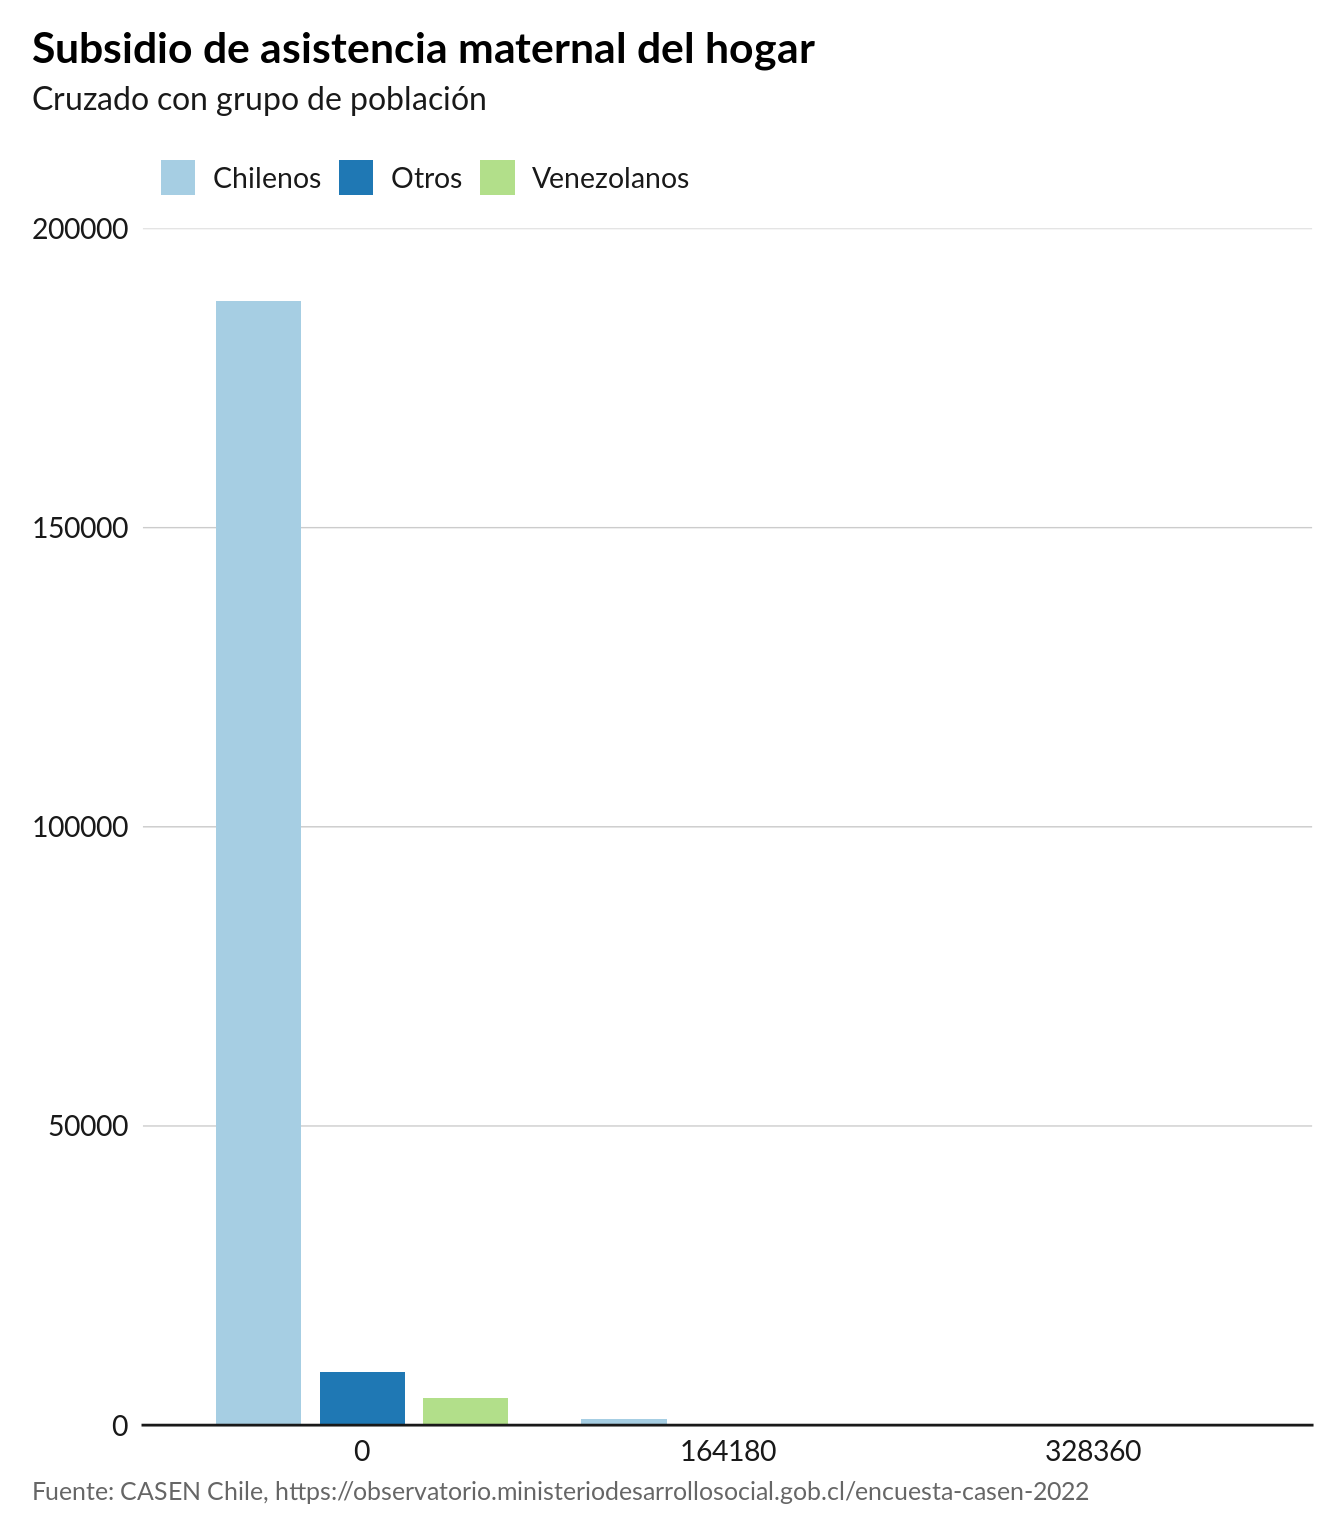 Subsidio de asistencia maternal del hogar
Cruzado con grupo de población
Chilenos Otros Venezolanos
200000
150000
100000
50000
0
0 164180 328360
Fuente: CASEN Chile, https://observatorio.ministeriodesarrollosocial.gob.cl/encuesta-casen-2022